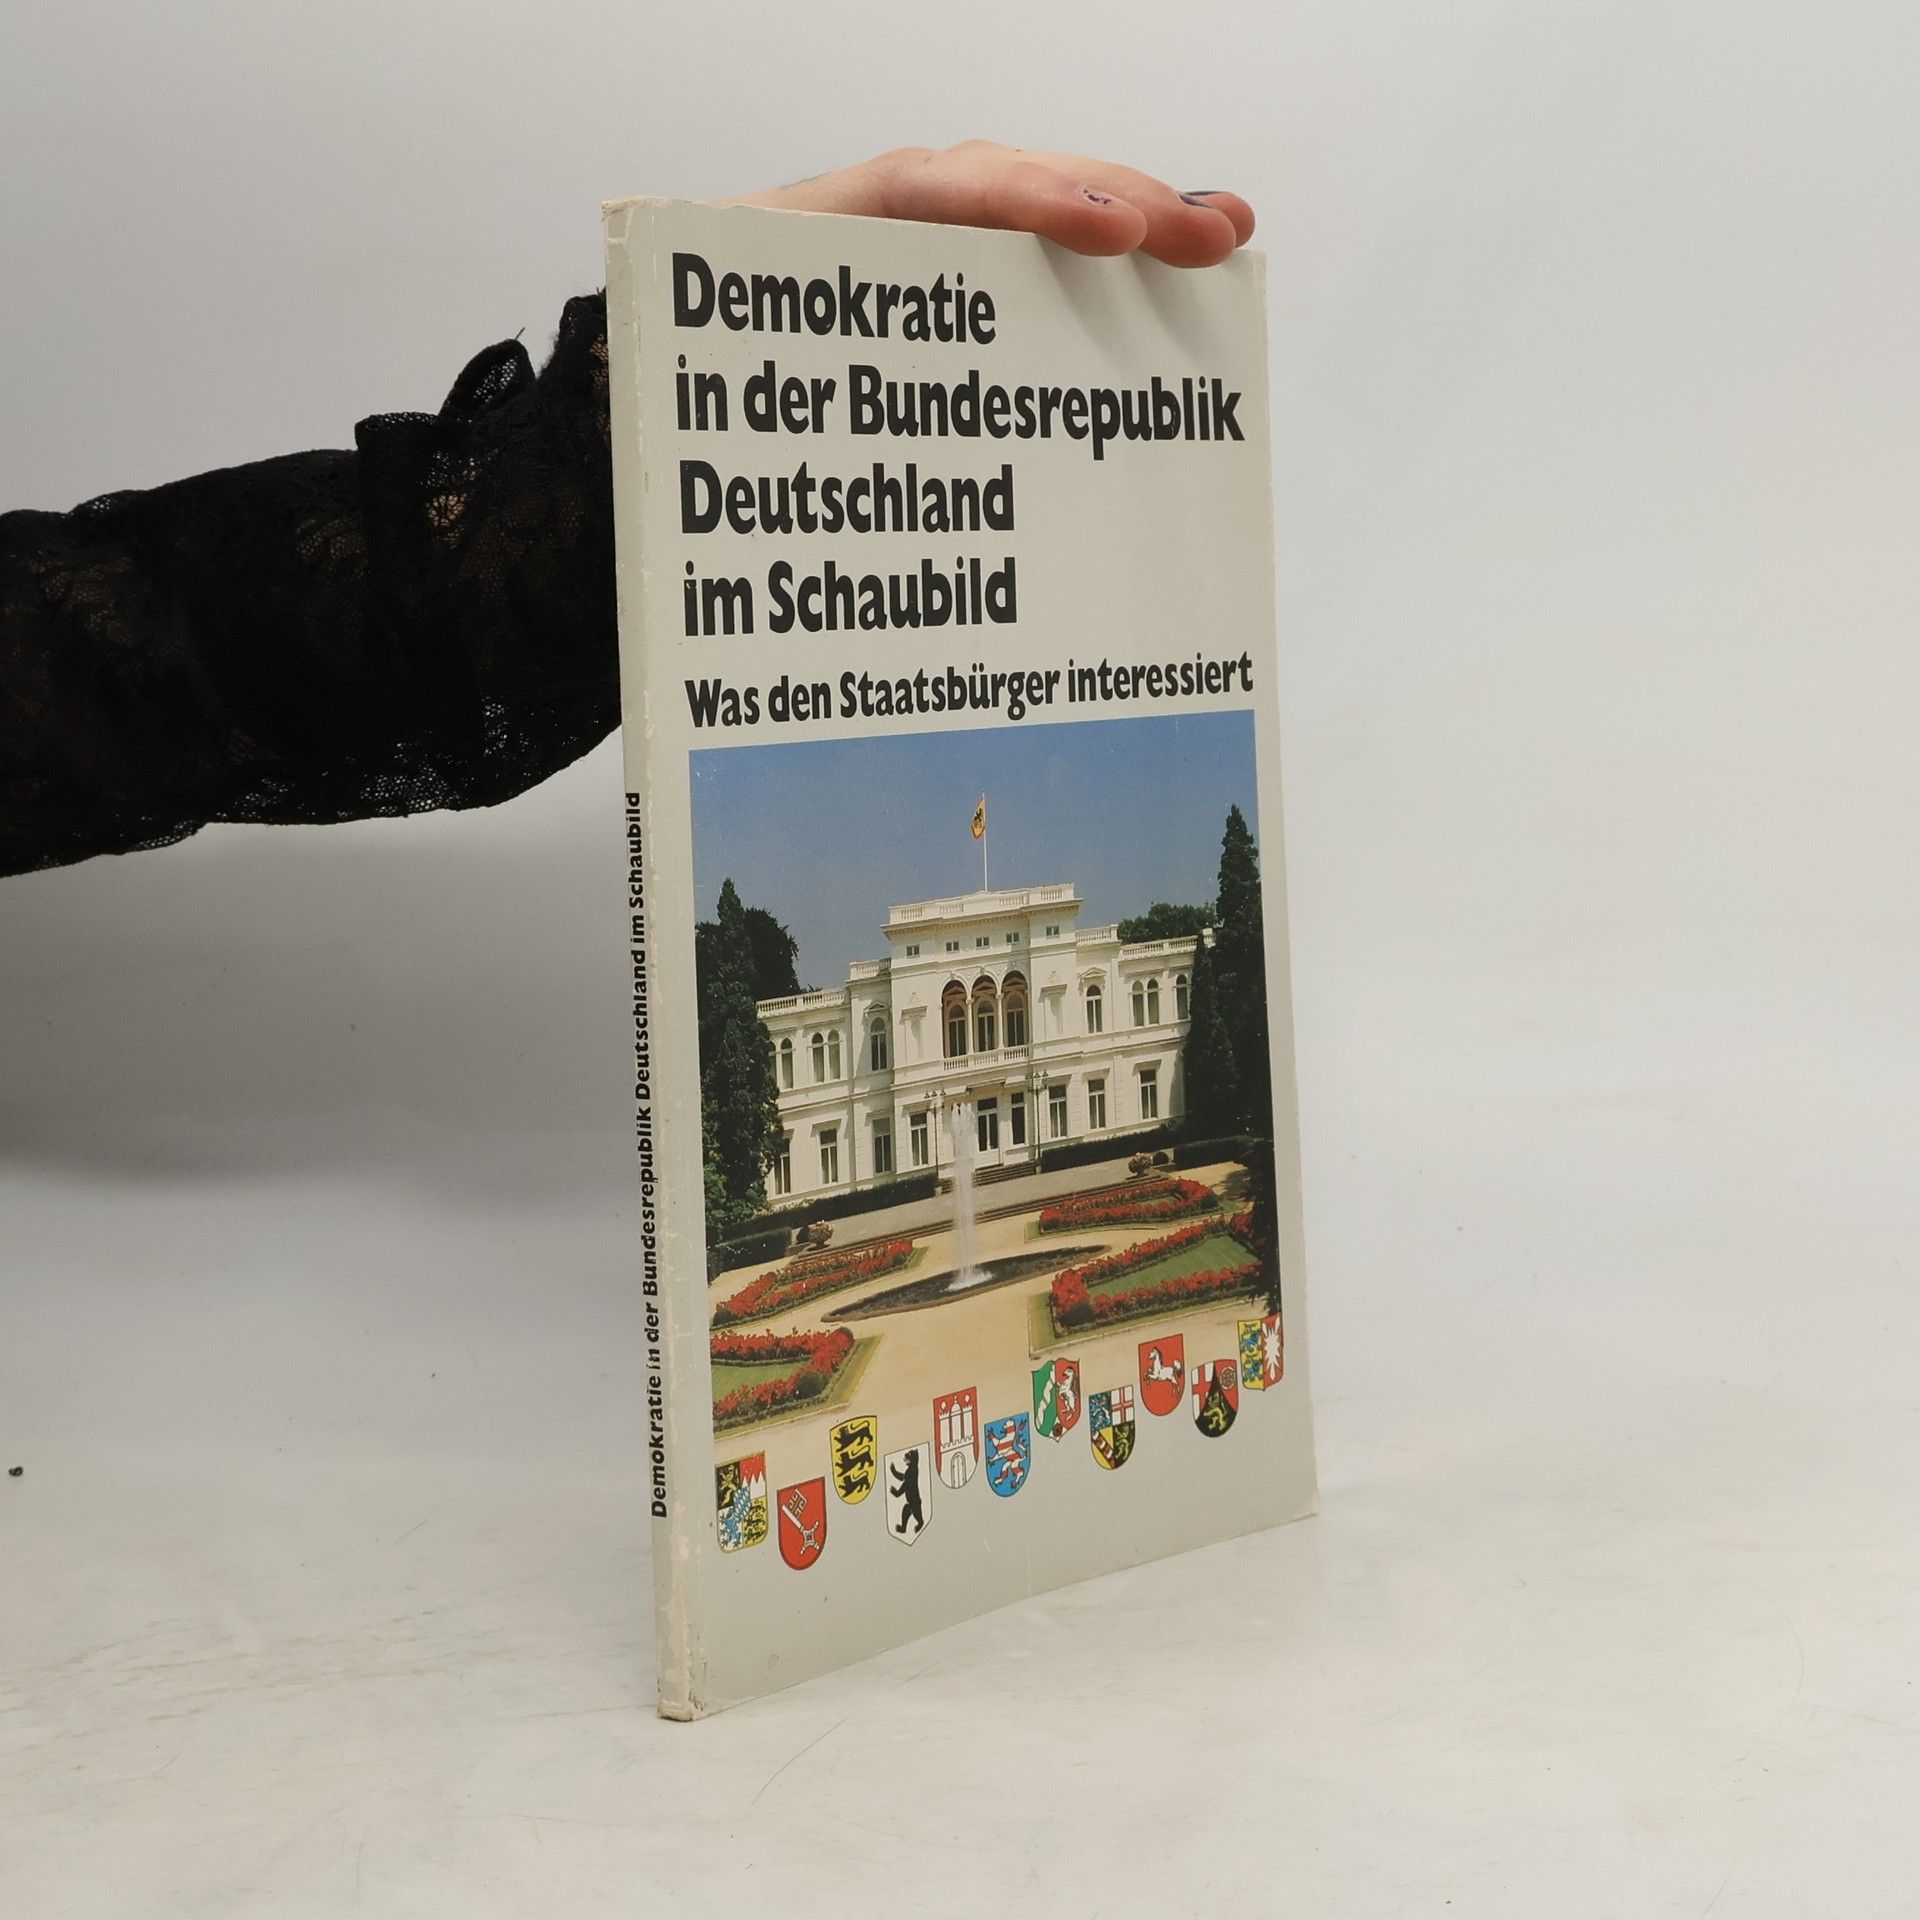 Demokratie
in der Bundesrepublik
Deutschland
im Schaubild
Was den Staatsbürger interessiert
Demokratie in der Bundesrepublik Deutschland im Schaubild